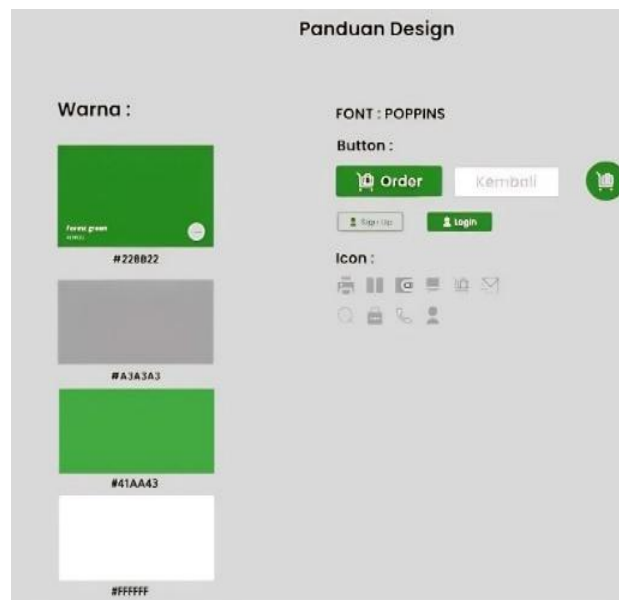 Panduan Design
Warna :
Forest green
#228B22
#A3A3A3
#41AA43
#FFFFFF
FONT : POPPINS
Button :
Order
Kembali
Sign Up
Login
Icon :